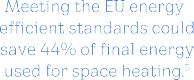 Meeting the EU energy
efficient standards could
save 44% of final energy
used for space heating.5